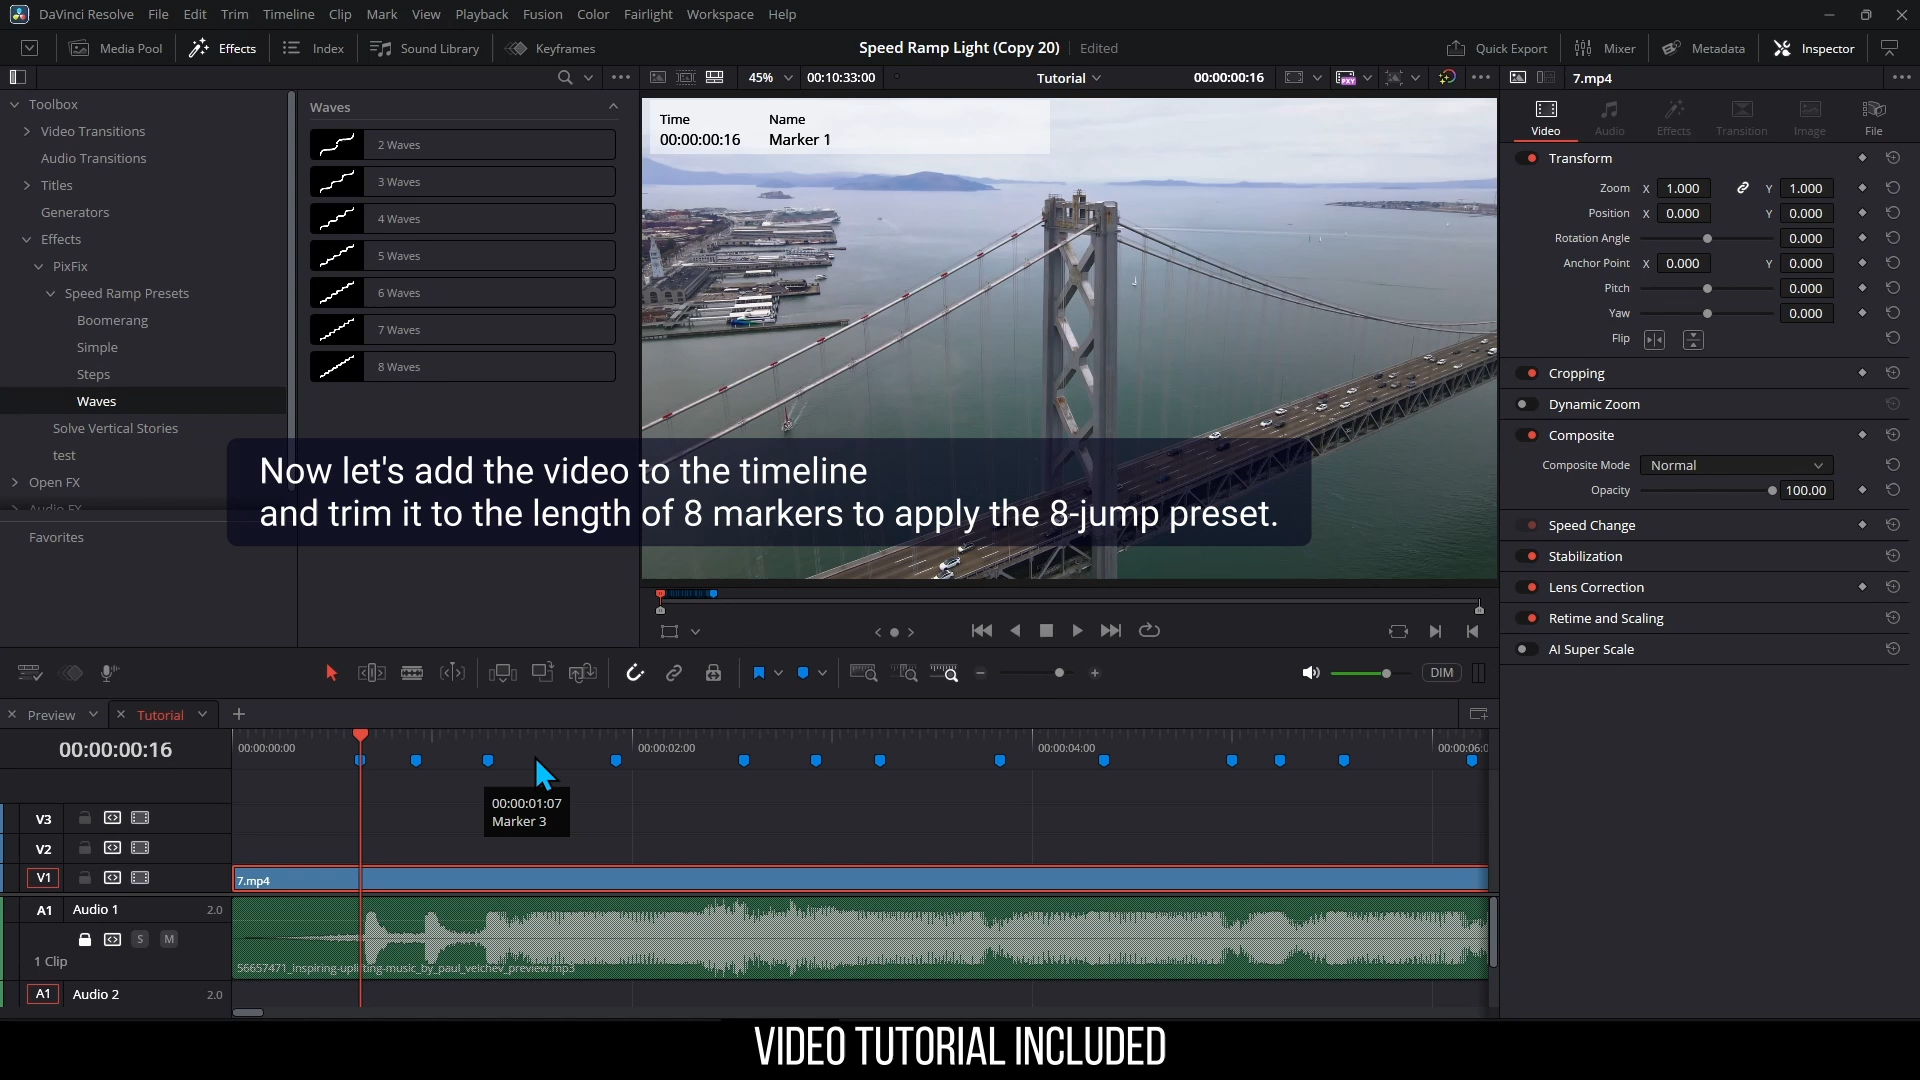 DaVinci Resolve File Edit Trim Timeline Clip Mark View Playback Fusion Color Fairlight Workspace Help
Media Pool Effects Index Sound Library Keyframes Speed Ramp Light (Copy 20) Edited Quick Export Mixer Metadata Inspector
45% 00:10:33:00 Tutorial 00:00:00:16 PXY 7.mp4
Toolbox
Video Transitions
Audio Transitions
Titles
Generators
Effects
PixFix
Speed Ramp Presets
Boomerang
Simple
Steps
Waves
Solve Vertical Stories
test
Open FX
Audio FX
Favorites
Waves
2 Waves
3 Waves
4 Waves
5 Waves
6 Waves
7 Waves
8 Waves
Time Name
00:00:00:16 Marker 1
Now let's add the video to the timeline
and trim it to the length of 8 markers to apply the 8-jump preset.
Video Audio Effects Transition Image File
Transform
Zoom X 1.000 Y 1.000
Position X 0.000 Y 0.000
Rotation Angle 0.000
Anchor Point X 0.000 Y 0.000
Pitch 0.000
Yaw 0.000
Flip
Cropping
Dynamic Zoom
Composite
Composite Mode Normal
Opacity 100.00
Speed Change
Stabilization
Lens Correction
Retime and Scaling
AI Super Scale
DIM
Preview Tutorial
00:00:00:16 00:00:00:00 00:00:02:00 00:00:04:00 00:00:06:0
00:00:01:07
Marker 3
V3
V2
V1 7.mp4
A1 Audio 1 2.0
S M
1 Clip
56657471_inspiring-uplifting-music_by_paul_velchev_preview.mp3
A1 Audio 2 2.0
VIDEO TUTORIAL INCLUDED